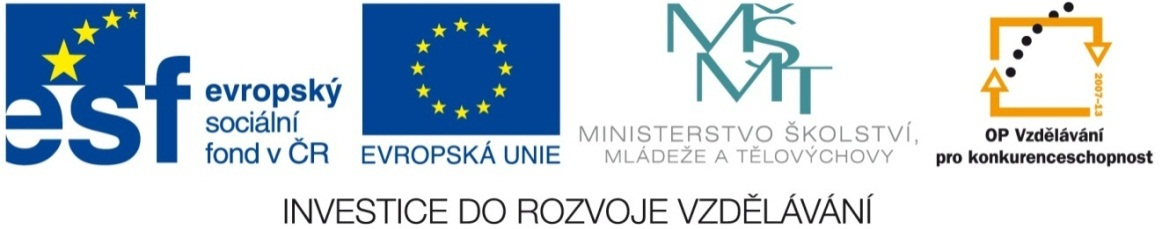 esf
evropský
sociální
fond v ČR
EVROPSKÁ UNIE
MŠMT
MINISTERSTVO ŠKOLSTVÍ,
MLÁDEŽE A TĚLOVÝCHOVY
2007-13
OP Vzdělávání
pro konkurenceschopnost
INVESTICE DO ROZVOJE VZDĚLÁVÁNÍ